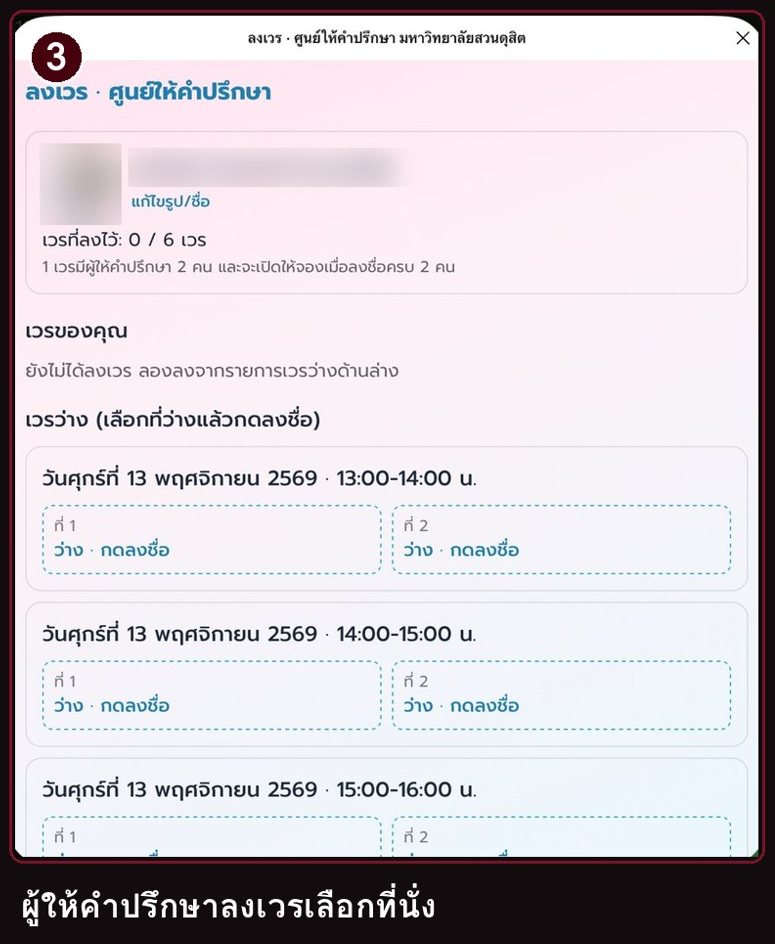 ลงเวร · ศูนย์ให้คำปรึกษา มหาวิทยาลัยสวนดุสิต
3
ลงเวร · ศูนย์ให้คำปรึกษา
แก้ไขรูป/ชื่อ
เวรที่ลงไว้: 0 / 6 เวร
1 เวรมีผู้ให้คำปรึกษา 2 คน และจะเปิดให้จองเมื่อลงชื่อครบ 2 คน
เวรของคุณ
ยังไม่ได้ลงเวร ลองลงจากรายการเวรว่างด้านล่าง
เวรว่าง (เลือกที่ว่างแล้วกดลงชื่อ)
วันศุกร์ที่ 13 พฤศจิกายน 2569 · 13:00-14:00 น.
ที่ 1 ที่ 2
ว่าง · กดลงชื่อ ว่าง · กดลงชื่อ
วันศุกร์ที่ 13 พฤศจิกายน 2569 · 14:00-15:00 น.
ที่ 1 ที่ 2
ว่าง · กดลงชื่อ ว่าง · กดลงชื่อ
วันศุกร์ที่ 13 พฤศจิกายน 2569 · 15:00-16:00 น.
ที่ 1 ที่ 2
ผู้ให้คำปรึกษาลงเวรเลือกที่นั่ง